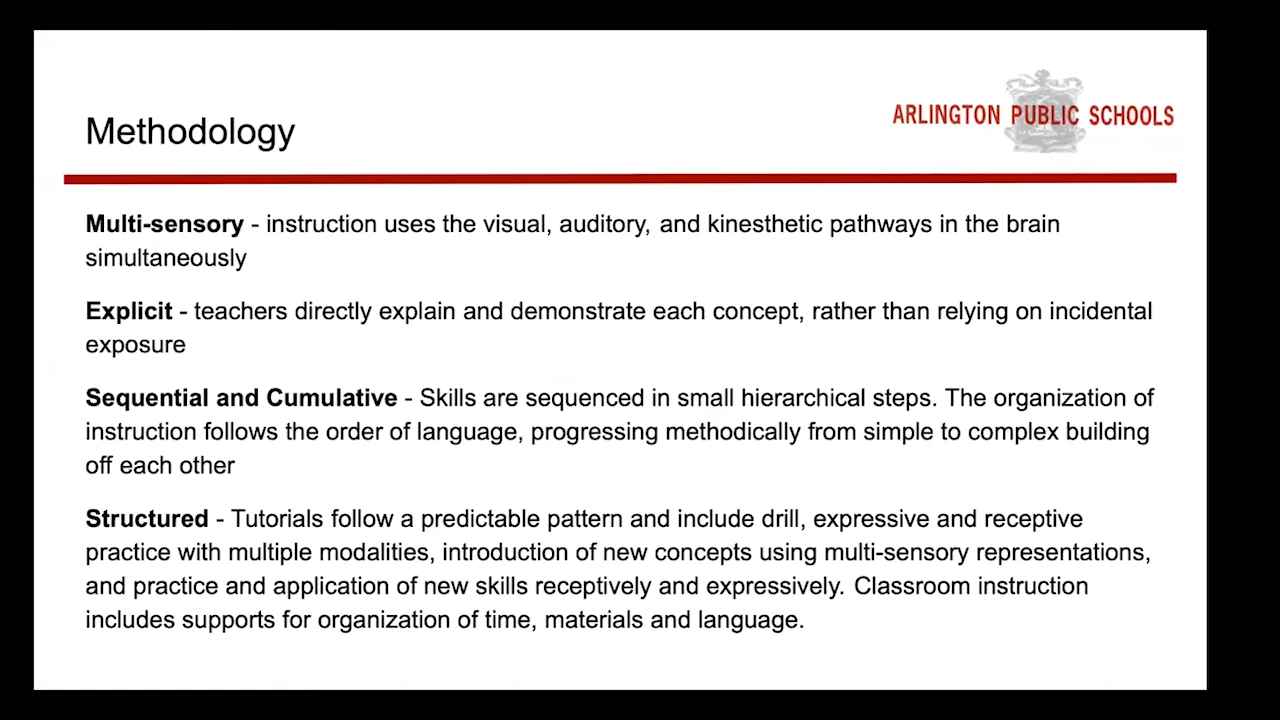 ARLINGTON PUBLIC SCHOOLS
Methodology
Multi-sensory - instruction uses the visual, auditory, and kinesthetic pathways in the brain
simultaneously
Explicit - teachers directly explain and demonstrate each concept, rather than relying on incidental
exposure
Sequential and Cumulative - Skills are sequenced in small hierarchical steps. The organization of
instruction follows the order of language, progressing methodically from simple to complex building
off each other
Structured - Tutorials follow a predictable pattern and include drill, expressive and receptive
practice with multiple modalities, introduction of new concepts using multi-sensory representations,
and practice and application of new skills receptively and expressively. Classroom instruction
includes supports for organization of time, materials and language.